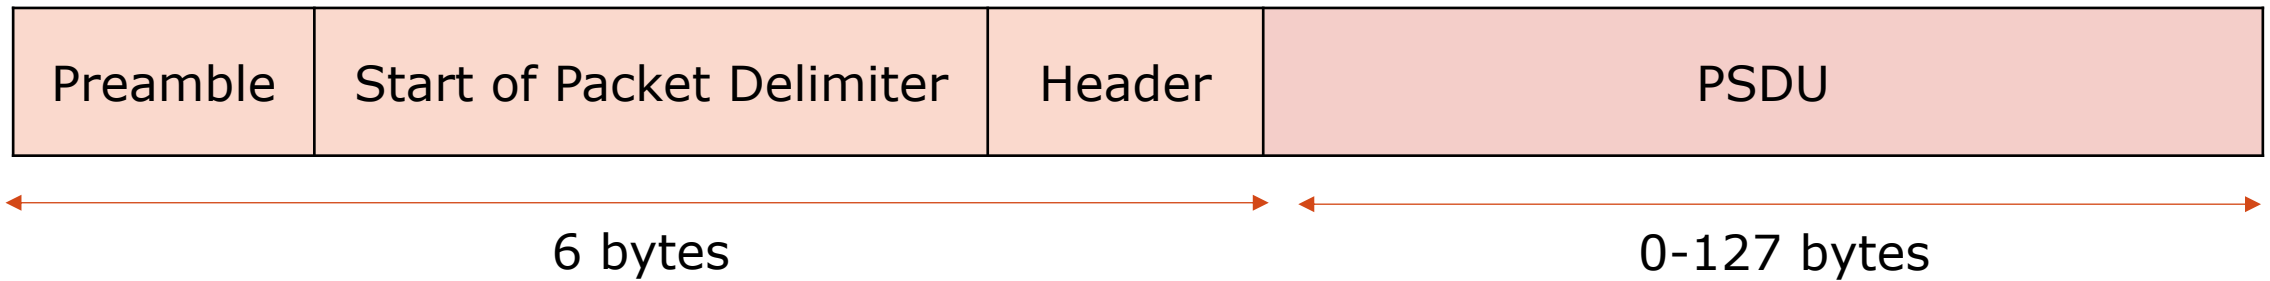 Preamble Start of Packet Delimiter Header PSDU
6 bytes 0-127 bytes